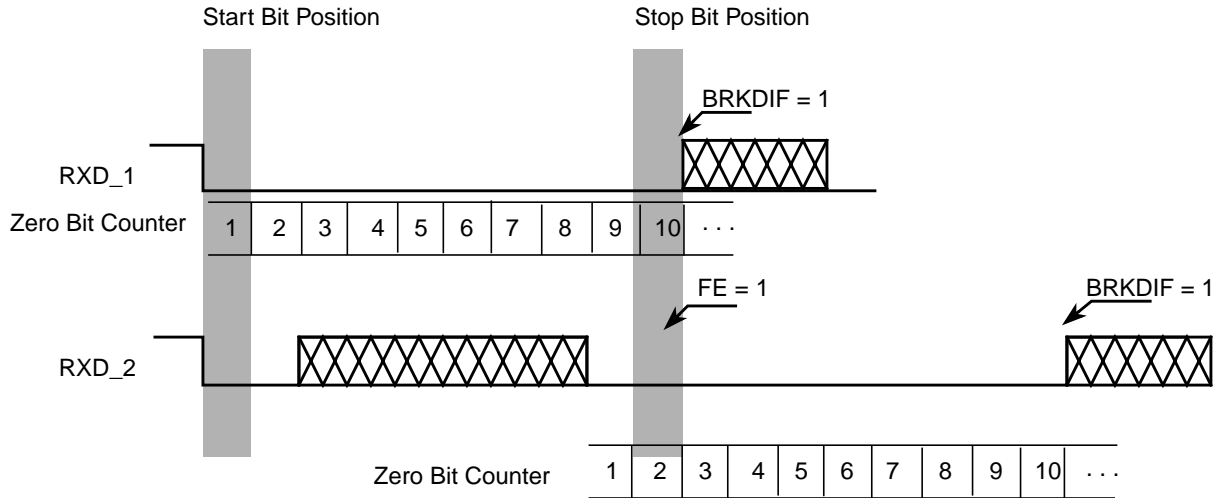 Start Bit Position Stop Bit Position
BRKDIF = 1
RXD_1
Zero Bit Counter 1 2 3 4 5 6 7 8 9 10 . . .
FE = 1 BRKDIF = 1
RXD_2
Zero Bit Counter 1 2 3 4 5 6 7 8 9 10 . . .